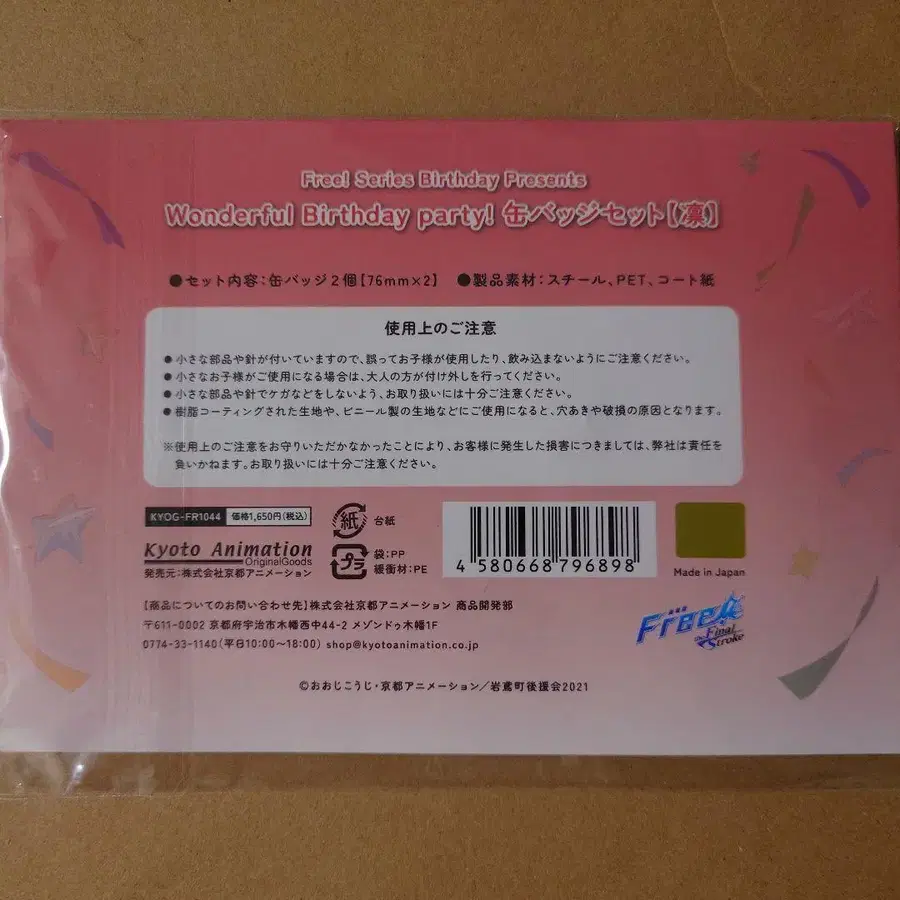 Free! Series Birthday Presents
Wonderful Birthday party! 缶バッジセット【凛】
●セット内容：缶バッジ２個【76mm×2】 ●製品素材：スチール、PET、コート紙
使用上のご注意
●小さな部品や針が付いていますので、誤ってお子様が使用したり、飲み込まないようにご注意ください。
●小さなお子様がご使用になる場合は、大人の方が付け外しを行ってください。
●小さな部品や針でケガなどをしないよう、お取り扱いには十分ご注意ください。
●樹脂コーティングされた生地や、ビニール製の生地などにご使用になると、穴あきや破損の原因となります。
※使用上のご注意をお守りいただかなかったことにより、お客様に発生した損害につきましては、弊社は責任を
負いかねます。お取り扱いには十分ご注意ください。
KYOG-FR1044 価格1,650円(税込)
紙 台紙
Kyoto Animation
OriginalGoods
発売元：株式会社京都アニメーション
プラ 袋：PP
緩衝材：PE
4 580668 796898
Made in Japan
【商品についてのお問い合わせ先】株式会社京都アニメーション 商品開発部
〒611-0002 京都府宇治市木幡西中44-2 メゾンドゥ木幡1F
0774-33-1140(平日10:00〜18:00) shop@kyotoanimation.co.jp
Free!
the Final
Stroke
©おおじこうじ・京都アニメーション／岩鳶町後援会2021